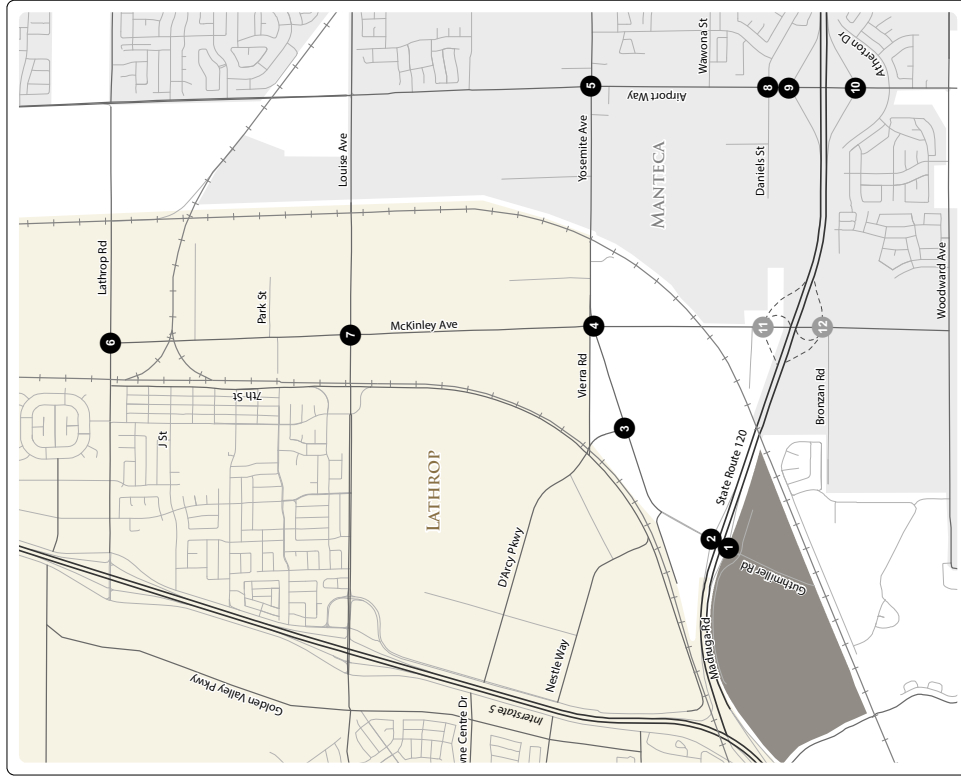 Wawona St
Atherton Dr
5
8
9
10
Airport Way
Louise Ave
Yosemite Ave
Daniels St
MANTECA
Lathrop Rd
Woodward Ave
Park St
McKinley Ave
6
7
4
11
12
Vierra Rd
Bronzan Rd
7th St
J St
3
LATHROP
State Route 120
D'Arcy Pkwy
2
1
Guthmiller Rd
Madruga Rd
Nestle Way
Golden Valley Pkwy
Interstate 5
ne Centre Dr